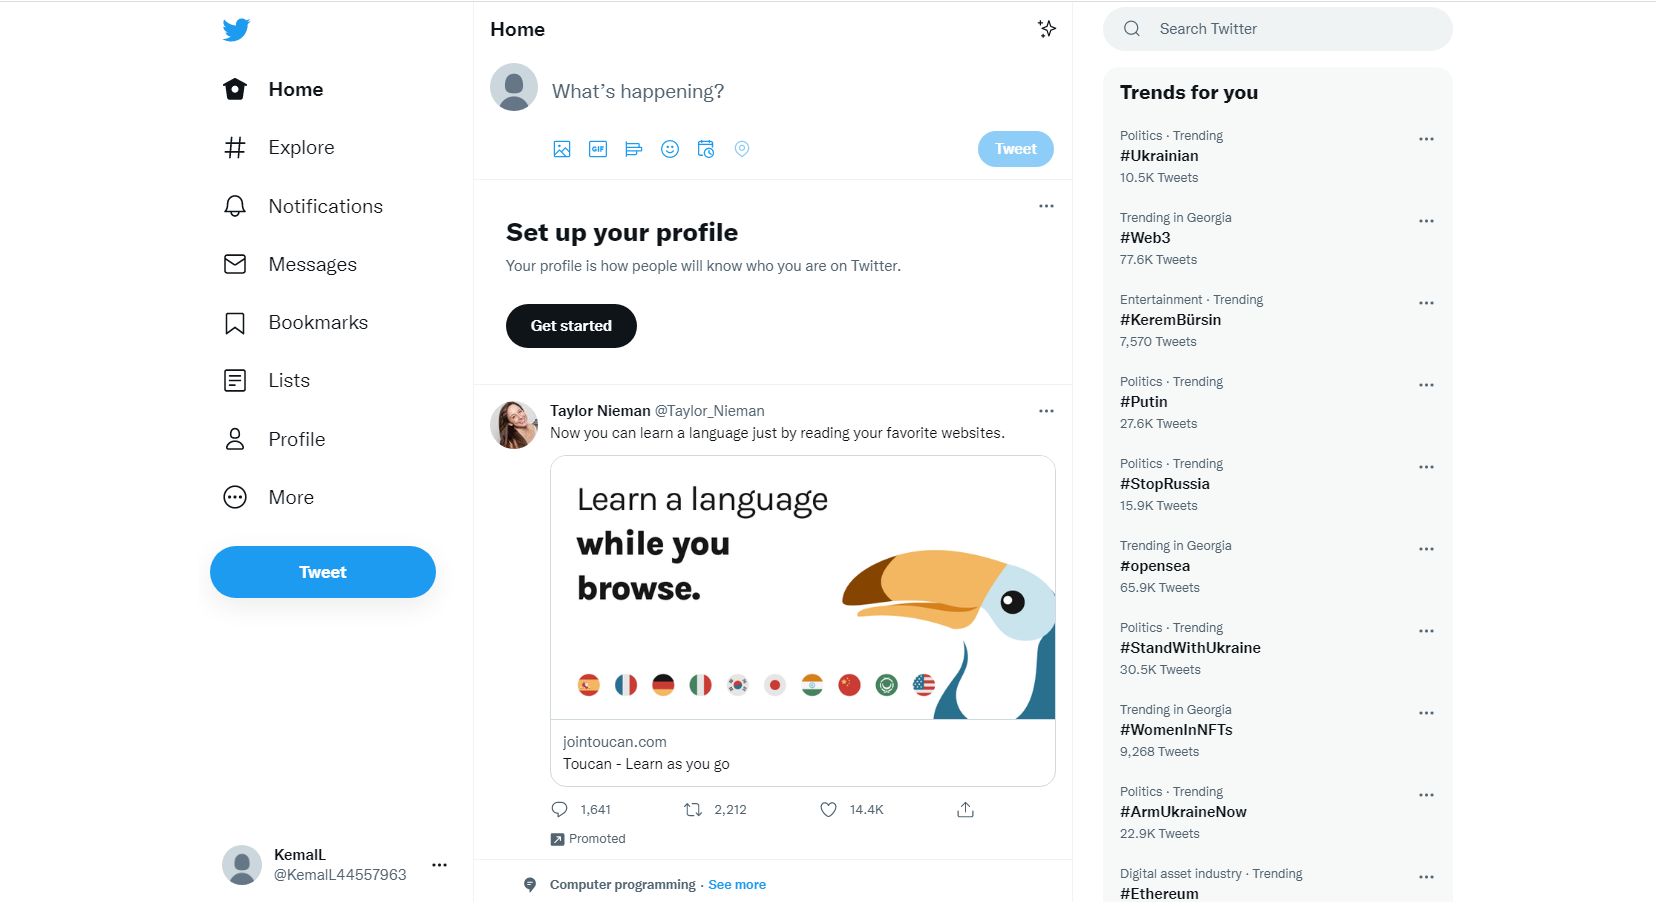 Home
Explore
Notifications
Messages
Bookmarks
Lists
Profile
More
Tweet
KemalL
@KemalL44557963
Home
What’s happening?
GIF
Tweet
Set up your profile
Your profile is how people will know who you are on Twitter.
Get started
Taylor Nieman @Taylor_Nieman
Now you can learn a language just by reading your favorite websites.
Learn a language
while you
browse.
jointoucan.com
Toucan - Learn as you go
1,641 2,212 14.4K
Promoted
Computer programming · See more
Search Twitter
Trends for you
Politics · Trending
#Ukrainian
10.5K Tweets
Trending in Georgia
#Web3
77.6K Tweets
Entertainment · Trending
#KeremBürsin
7,570 Tweets
Politics · Trending
#Putin
27.6K Tweets
Politics · Trending
#StopRussia
15.9K Tweets
Trending in Georgia
#opensea
65.9K Tweets
Politics · Trending
#StandWithUkraine
30.5K Tweets
Trending in Georgia
#WomenInNFTs
9,268 Tweets
Politics · Trending
#ArmUkraineNow
22.9K Tweets
Digital asset industry · Trending
#Ethereum